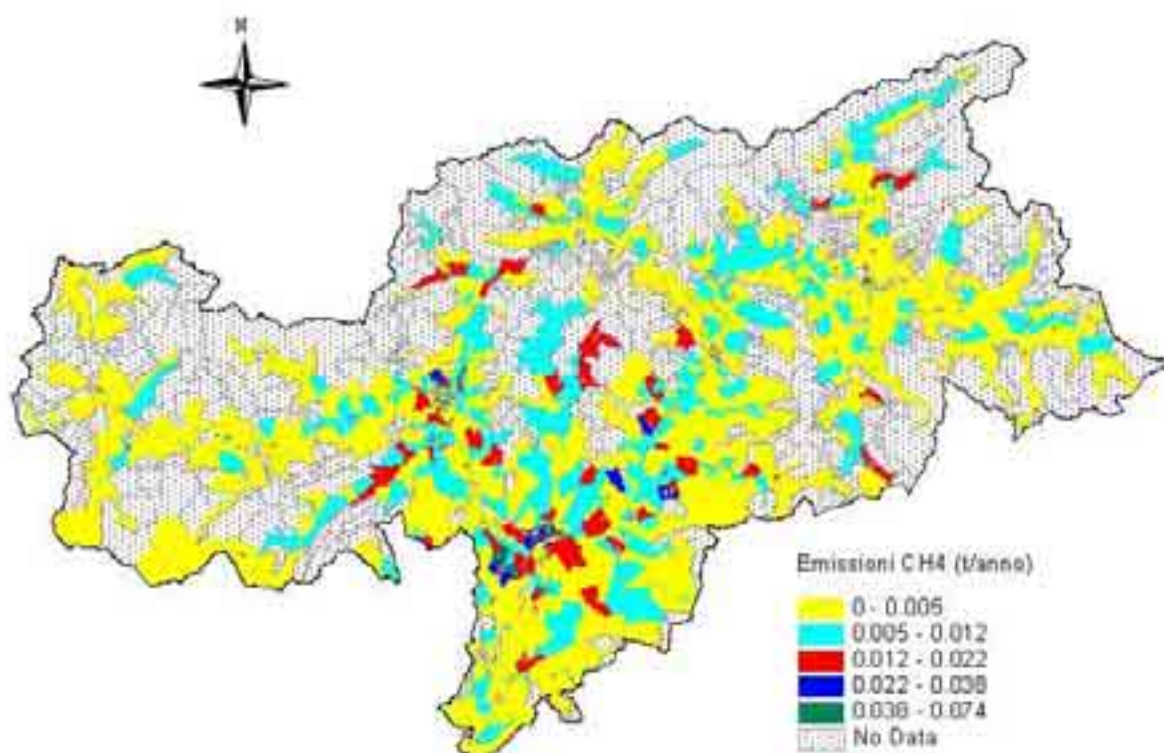 N
Emissioni CH4 (t/anno)
0 - 0.005
0.005 - 0.012
0.012 - 0.022
0.022 - 0.038
0.038 - 0.074
No Data